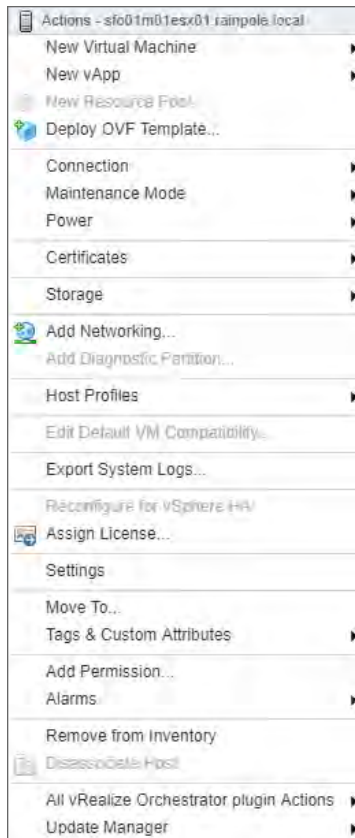 Actions - sfo01m01esx01.rainpole.local
New Virtual Machine
New vApp
New Resource Pool...
Deploy OVF Template...
Connection
Maintenance Mode
Power
Certificates
Storage
Add Networking...
Add Diagnostic Partition...
Host Profiles
Edit Default VM Compatibility...
Export System Logs...
Reconfigure for vSphere HA
Assign License...
Settings
Move To...
Tags & Custom Attributes
Add Permission...
Alarms
Remove from Inventory
Disassociate Host
All vRealize Orchestrator plugin Actions
Update Manager